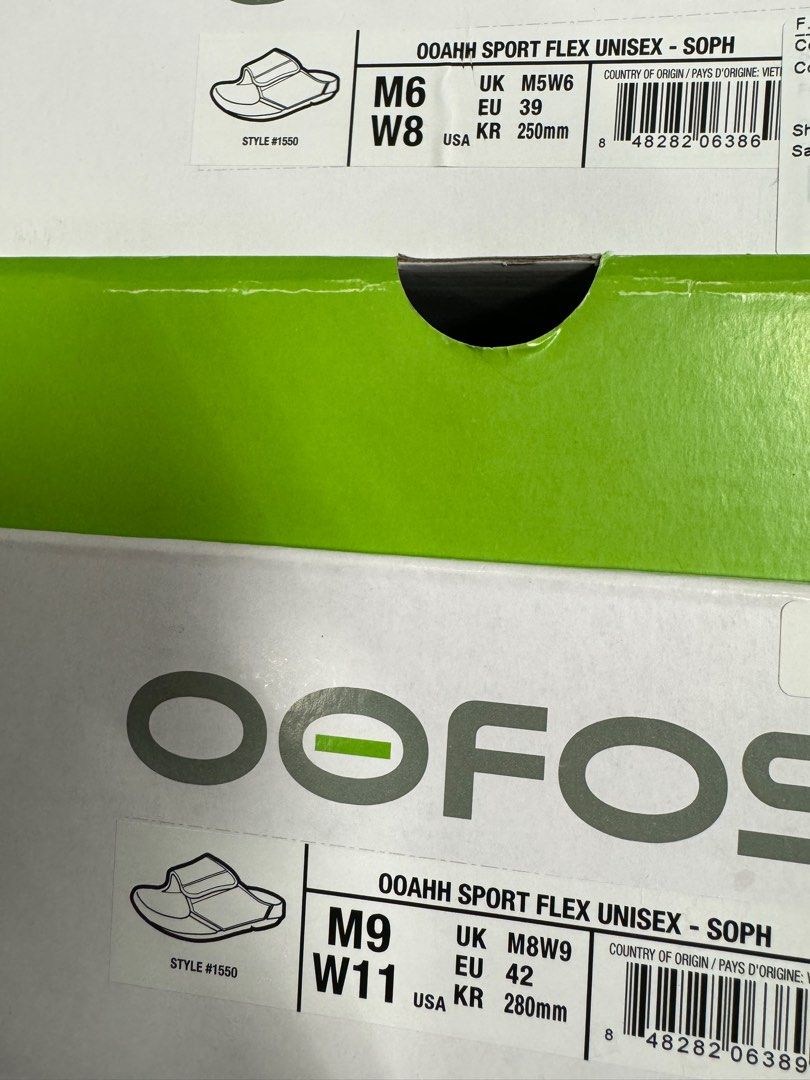 OOAHH SPORT FLEX UNISEX - SOPH
M6
W8
USA
UK M5W6
EU 39
KR 250mm
COUNTRY OF ORIGIN / PAYS D'ORIGINE:
8 48282 06386
STYLE #1550
F.
Sh
Sa
OOFOS
OOAHH SPORT FLEX UNISEX - SOPH
M9
W11
USA
UK M8W9
EU 42
KR 280mm
COUNTRY OF ORIGIN / PAYS D'ORIGINE:
8 48282 06389
STYLE #1550